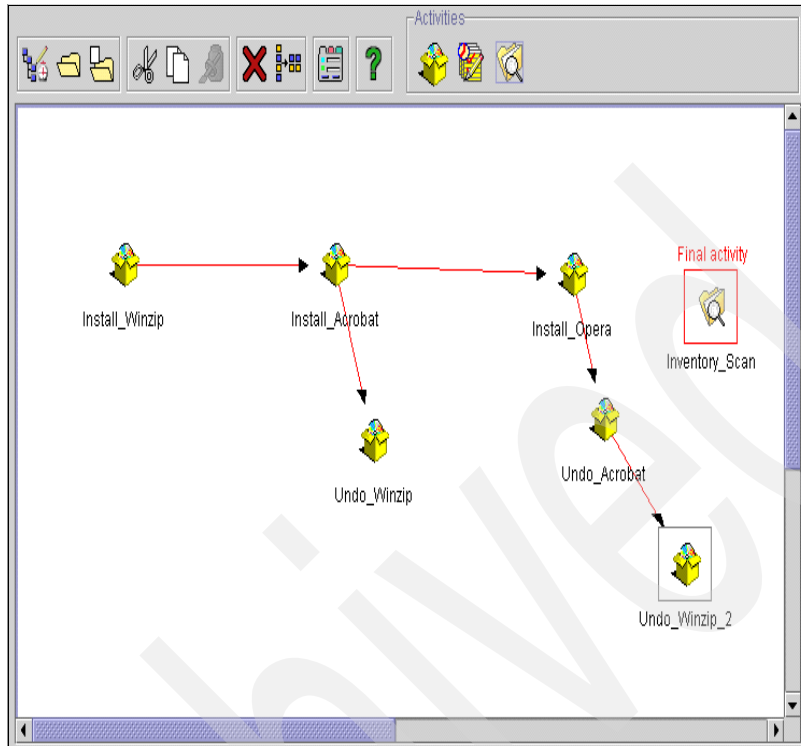 Activities
Final activity
Install_Winzip
Install_Acrobat
Install_Opera
Inventory_Scan
Undo_Winzip
Undo_Acrobat
Undo_Winzip_2